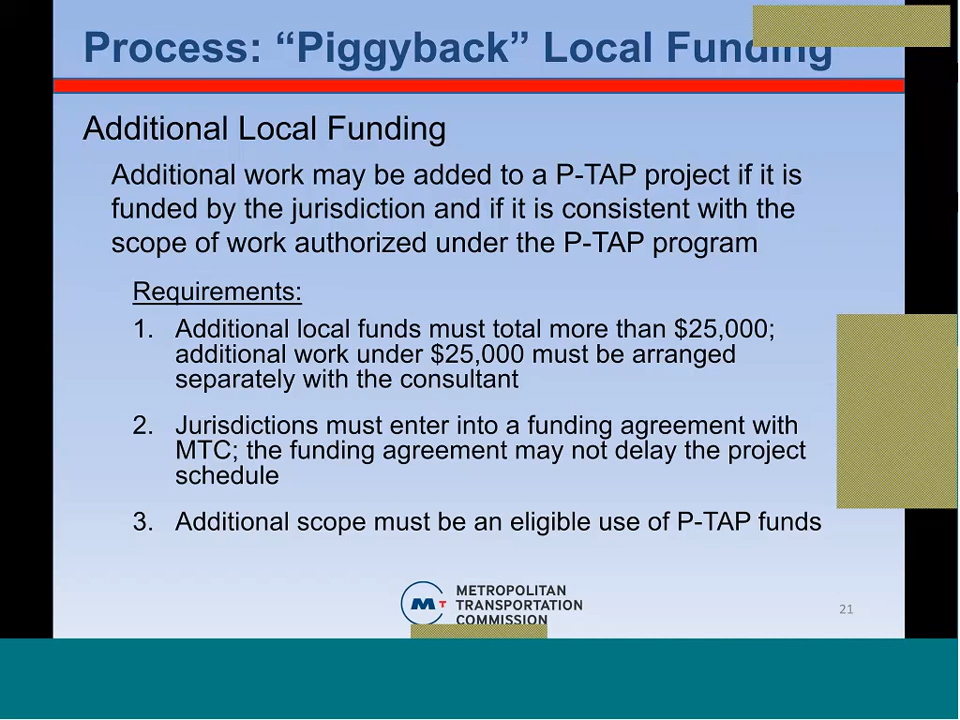 Process: “Piggyback” Local Funding
Additional Local Funding
Additional work may be added to a P-TAP project if it is
funded by the jurisdiction and if it is consistent with the
scope of work authorized under the P-TAP program
Requirements:
1. Additional local funds must total more than $25,000;
additional work under $25,000 must be arranged
separately with the consultant
2. Jurisdictions must enter into a funding agreement with
MTC; the funding agreement may not delay the project
schedule
3. Additional scope must be an eligible use of P-TAP funds
MT
METROPOLITAN
TRANSPORTATION
COMMISSION
21